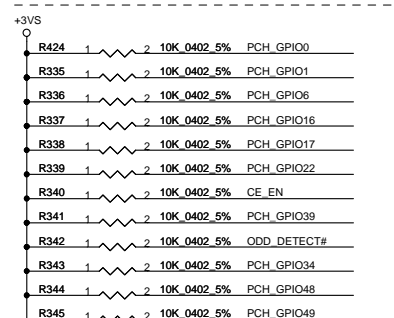 +3VS
R424 1 2 10K_0402_5% PCH_GPIO0
R335 1 2 10K_0402_5% PCH_GPIO1
R336 1 2 10K_0402_5% PCH_GPIO6
R337 1 2 10K_0402_5% PCH_GPIO16
R338 1 2 10K_0402_5% PCH_GPIO17
R339 1 2 10K_0402_5% PCH_GPIO22
R340 1 2 10K_0402_5% CE_EN
R341 1 2 10K_0402_5% PCH_GPIO39
R342 1 2 10K_0402_5% ODD_DETECT#
R343 1 2 10K_0402_5% PCH_GPIO34
R344 1 2 10K_0402_5% PCH_GPIO48
R345 1 2 10K_0402_5% PCH_GPIO49